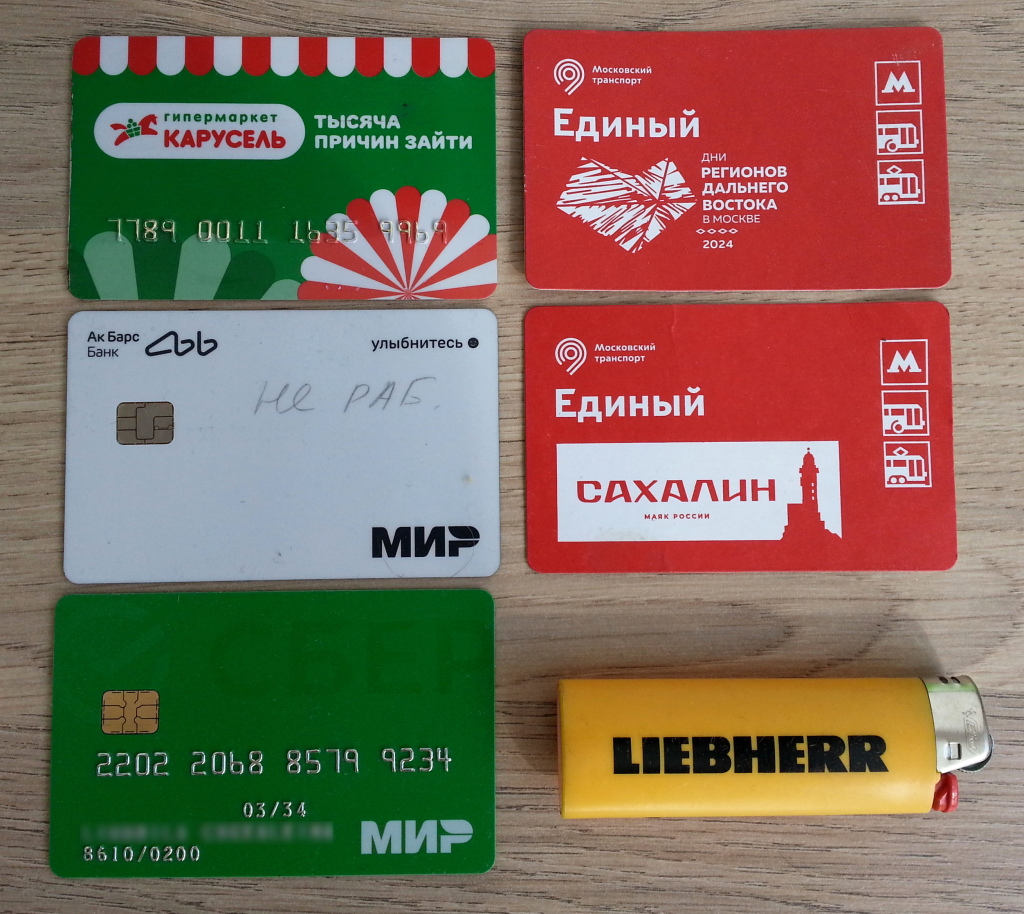 гипермаркет
КАРУСЕЛЬ
ТЫСЯЧА
ПРИЧИН ЗАЙТИ
7789 0011 1635 9969
Московский
транспорт
М
Единый
ДНИ
РЕГИОНОВ
ДАЛЬНЕГО
ВОСТОКА
В МОСКВЕ
2024
Ак Барс
Банк
улыбнитесь
не РАБ.
МИР
Московский
транспорт
М
Единый
САХАЛИН
МАЯК РОССИИ
СБЕР
2202 2068 8579 9234
03/34
8610/0200
МИР
LIEBHERR